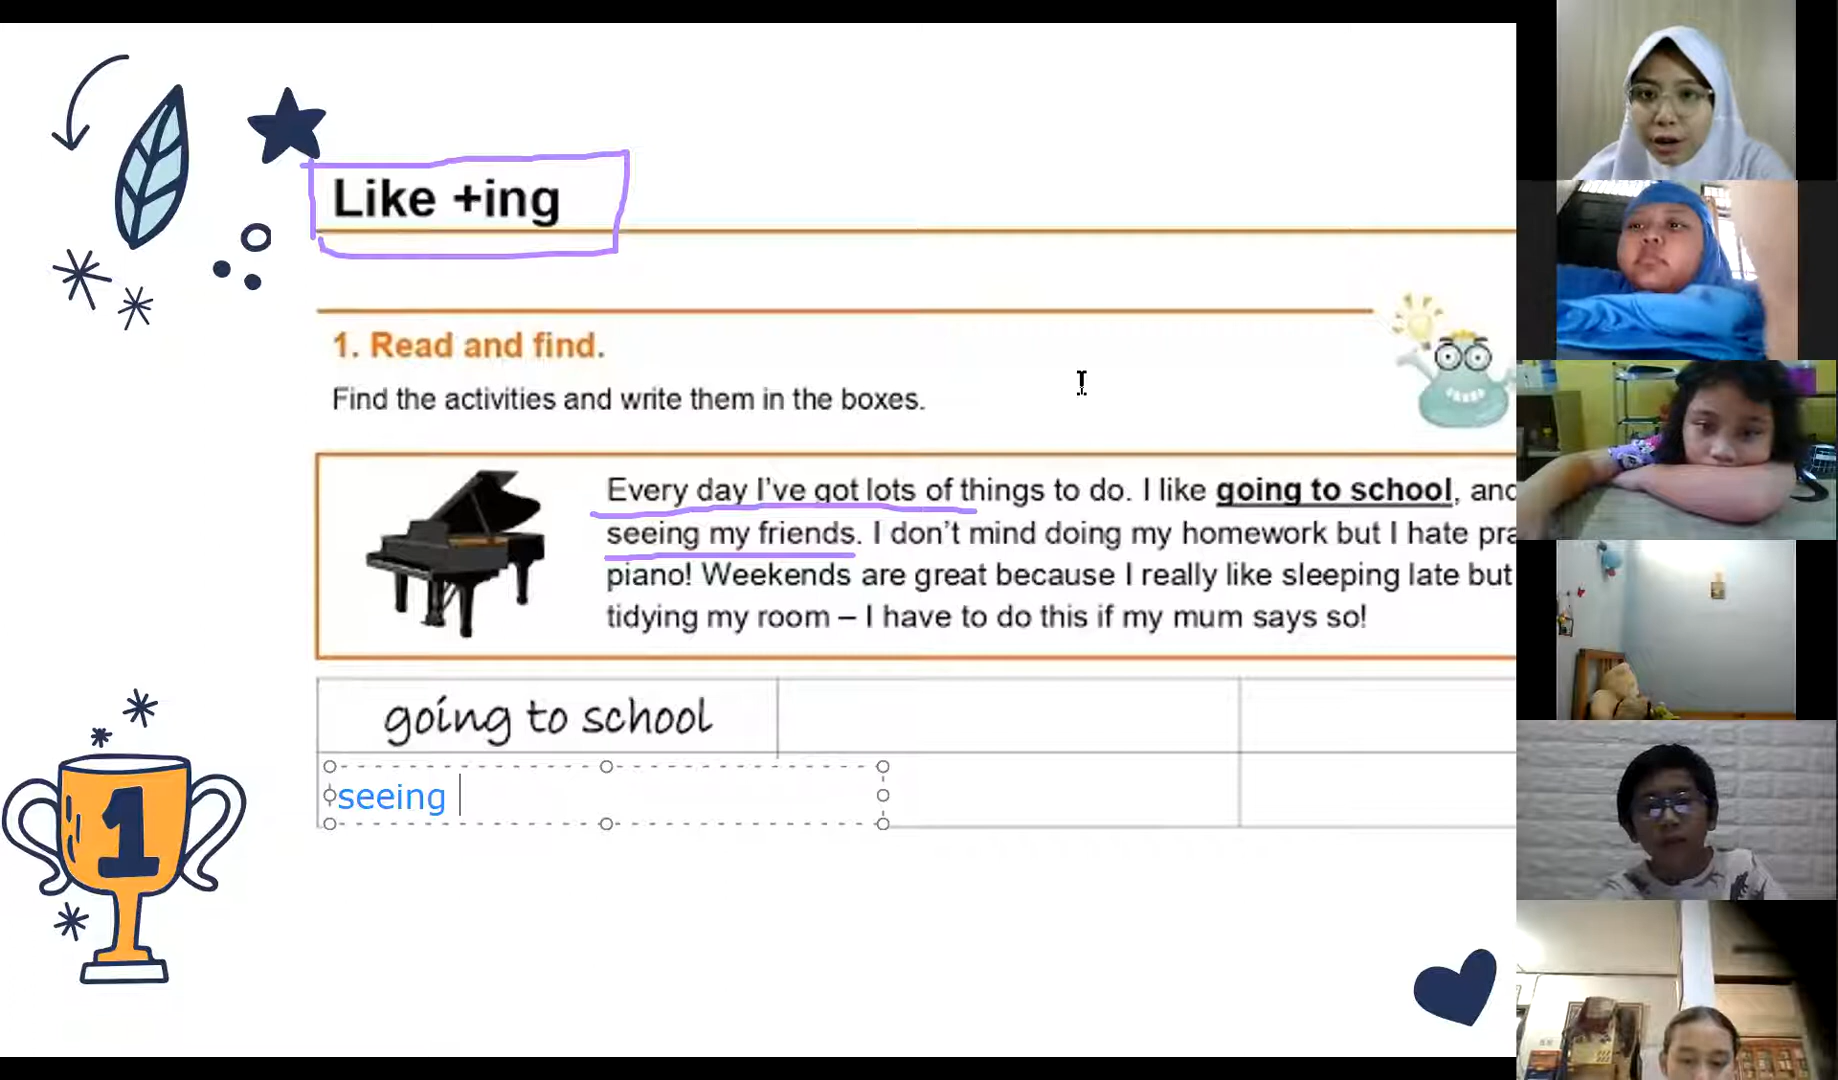 Like +ing
1. Read and find.
Find the activities and write them in the boxes.
Every day I've got lots of things to do. I like going to school, and
seeing my friends. I don't mind doing my homework but I hate
piano! Weekends are great because I really like sleeping late but
tidying my room – I have to do this if my mum says so!
going to school
seeing
1